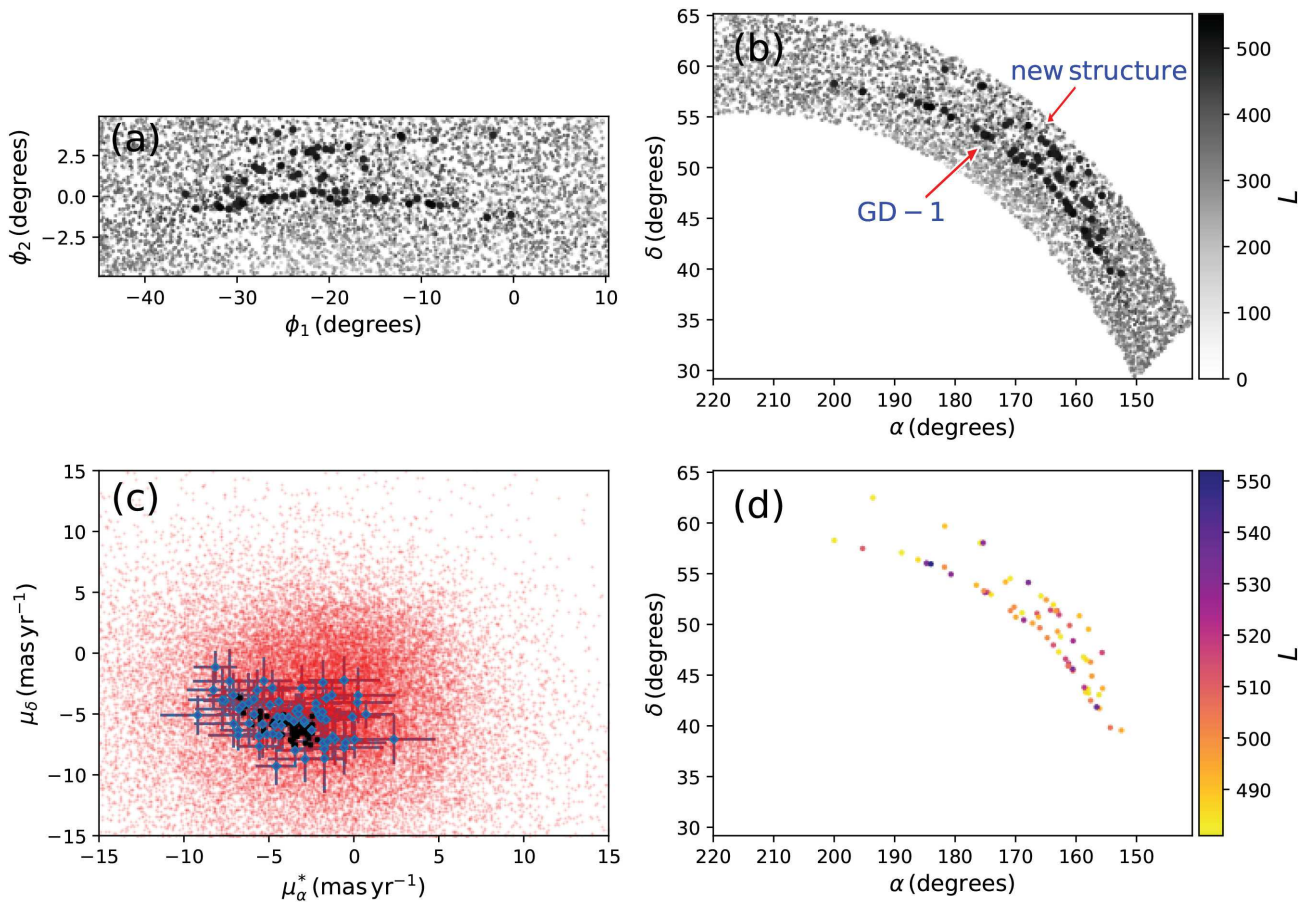 (a)
2.5
0.0
−2.5
ϕ2 (degrees)
−40 −30 −20 −10 0 10
ϕ1 (degrees)
(b)
new structure
GD − 1
65
60
55
50
45
40
35
30
δ (degrees)
220 210 200 190 180 170 160 150
α (degrees)
500
400
300
200
100
0
L
(c)
15
10
5
0
−5
−10
−15
μδ (mas yr−1)
−15 −10 −5 0 5 10 15
μ*α (mas yr−1)
(d)
65
60
55
50
45
40
35
30
δ (degrees)
220 210 200 190 180 170 160 150
α (degrees)
550
540
530
520
510
500
490
L